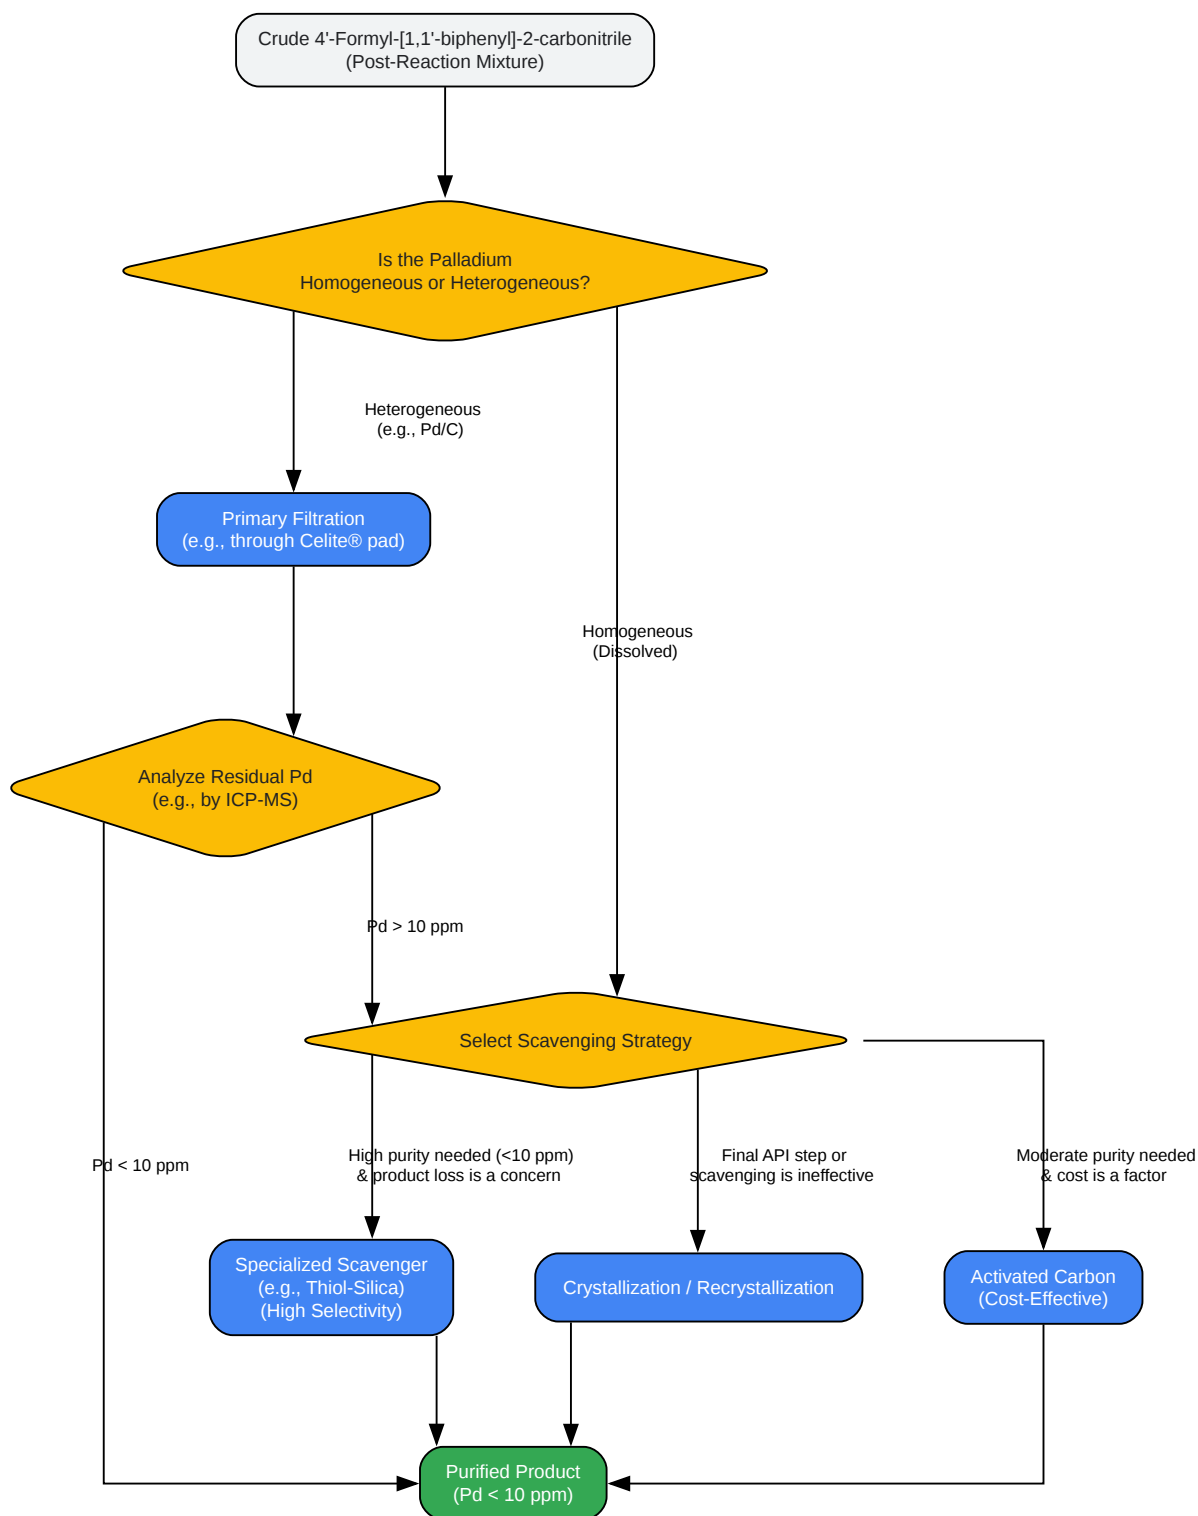 Crude 4'-Formyl-[1,1'-biphenyl]-2-carbonitrile
(Post-Reaction Mixture)
Is the Palladium
Homogeneous or Heterogeneous?
Heterogeneous
(e.g., Pd/C)
Primary Filtration
(e.g., through Celite® pad)
Homogeneous
(Dissolved)
Analyze Residual Pd
(e.g., by ICP-MS)
Pd > 10 ppm
Select Scavenging Strategy
Pd < 10 ppm
High purity needed (<10 ppm)
& product loss is a concern
Final API step or
scavenging is ineffective
Moderate purity needed
& cost is a factor
Specialized Scavenger
(e.g., Thiol-Silica)
(High Selectivity)
Crystallization / Recrystallization
Activated Carbon
(Cost-Effective)
Purified Product
(Pd < 10 ppm)